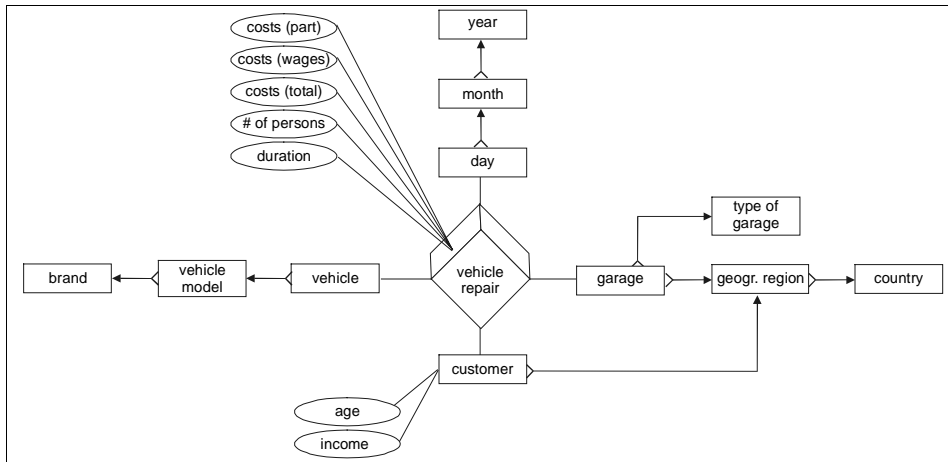 costs (part)
costs (wages)
costs (total)
# of persons
duration
year
month
day
type of
garage
brand
vehicle
model
vehicle
vehicle
repair
garage
geogr. region
country
customer
age
income